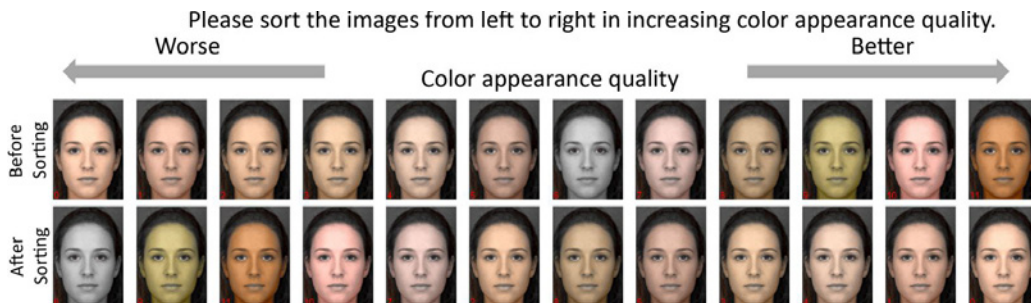 Please sort the images from left to right in increasing color appearance quality.
Worse
Better
Color appearance quality
Before
Sorting
After
Sorting